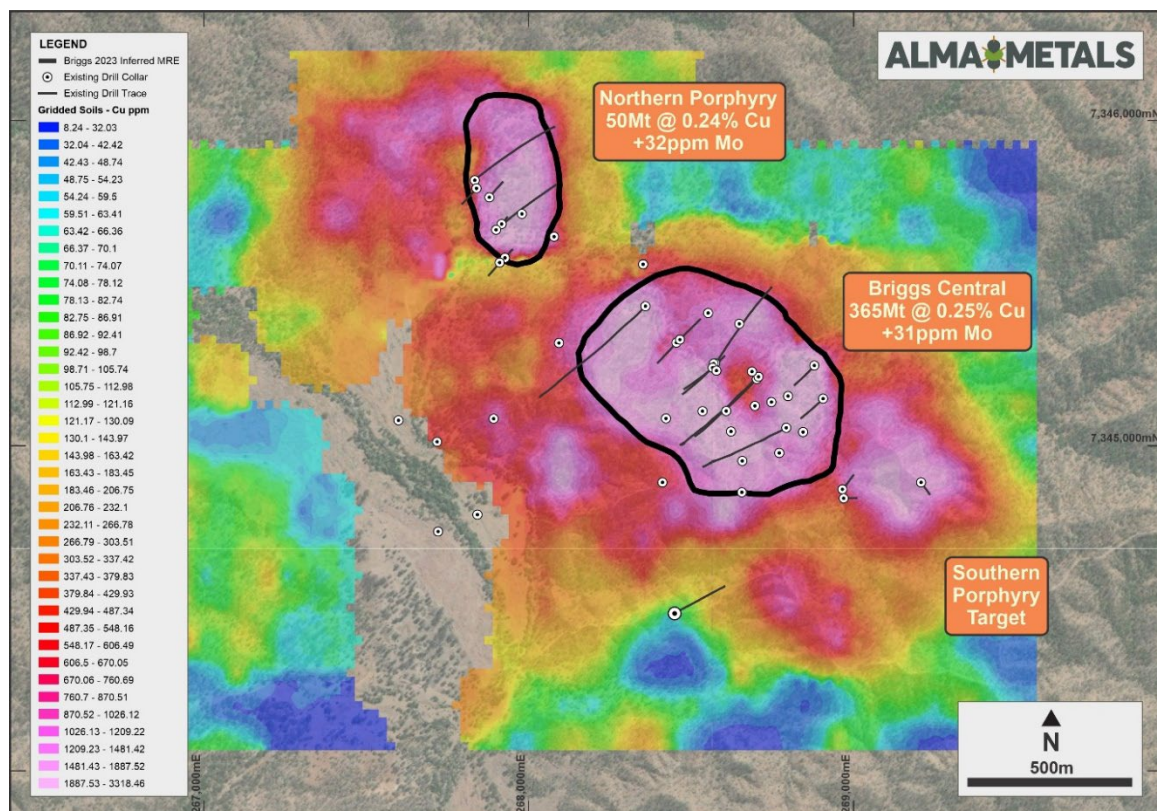 LEGEND
Briggs 2023 Inferred MRE
Existing Drill Collar
Existing Drill Trace
Gridded Soils - Cu ppm
8.24 - 32.03
32.04 - 42.42
42.43 - 48.74
48.75 - 54.23
54.24 - 59.5
59.51 - 63.41
63.42 - 66.36
66.37 - 70.1
70.11 - 74.07
74.08 - 78.12
78.13 - 82.74
82.75 - 86.91
86.92 - 92.41
92.42 - 98.7
98.71 - 105.74
105.75 - 112.98
112.99 - 121.16
121.17 - 130.09
130.1 - 143.97
143.98 - 163.42
163.43 - 183.45
183.46 - 206.75
206.76 - 232.1
232.11 - 266.78
266.79 - 303.51
303.52 - 337.42
337.43 - 379.83
379.84 - 429.93
429.94 - 487.34
487.35 - 548.16
548.17 - 606.49
606.5 - 670.05
670.06 - 760.69
760.7 - 870.51
870.52 - 1026.12
1026.13 - 1209.22
1209.23 - 1481.42
1481.43 - 1887.52
1887.53 - 3318.46
ALMA METALS
Northern Porphyry
50Mt @ 0.24% Cu
+32ppm Mo
7,346,000mN
Briggs Central
365Mt @ 0.25% Cu
+31ppm Mo
7,345,000mN
Southern
Porphyry
Target
N
500m
267,000mE
268,000mE
269,000mE